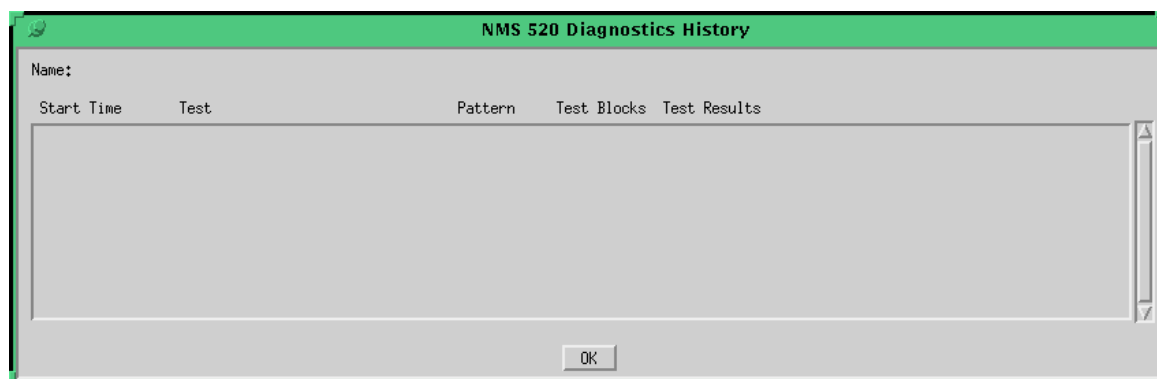 NMS 520 Diagnostics History
Name:
Start Time Test Pattern Test Blocks Test Results
OK